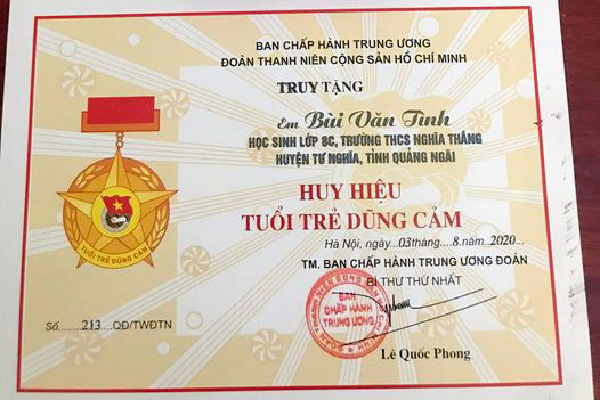 BAN CHẤP HÀNH TRUNG ƯƠNG
ĐOÀN THANH NIÊN CỘNG SẢN HỒ CHÍ MINH
TRUY TẶNG
Em Bùi Văn Tình
HỌC SINH LỚP 8C, TRƯỜNG THCS NGHĨA THẮNG
HUYỆN TƯ NGHĨA, TỈNH QUẢNG NGÃI
HUY HIỆU
TUỔI TRẺ DŨNG CẢM
TUỔI TRẺ DŨNG CẢM
Hà Nội, ngày...03tháng....8.năm..2020...
TM. BAN CHẤP HÀNH TRUNG ƯƠNG ĐOÀN
BÍ THƯ THỨ NHẤT
BAN
CHẤP HÀNH
TRUNG ƯƠNG
Số.......213...QĐ/TWĐTN
Lê Quốc Phong